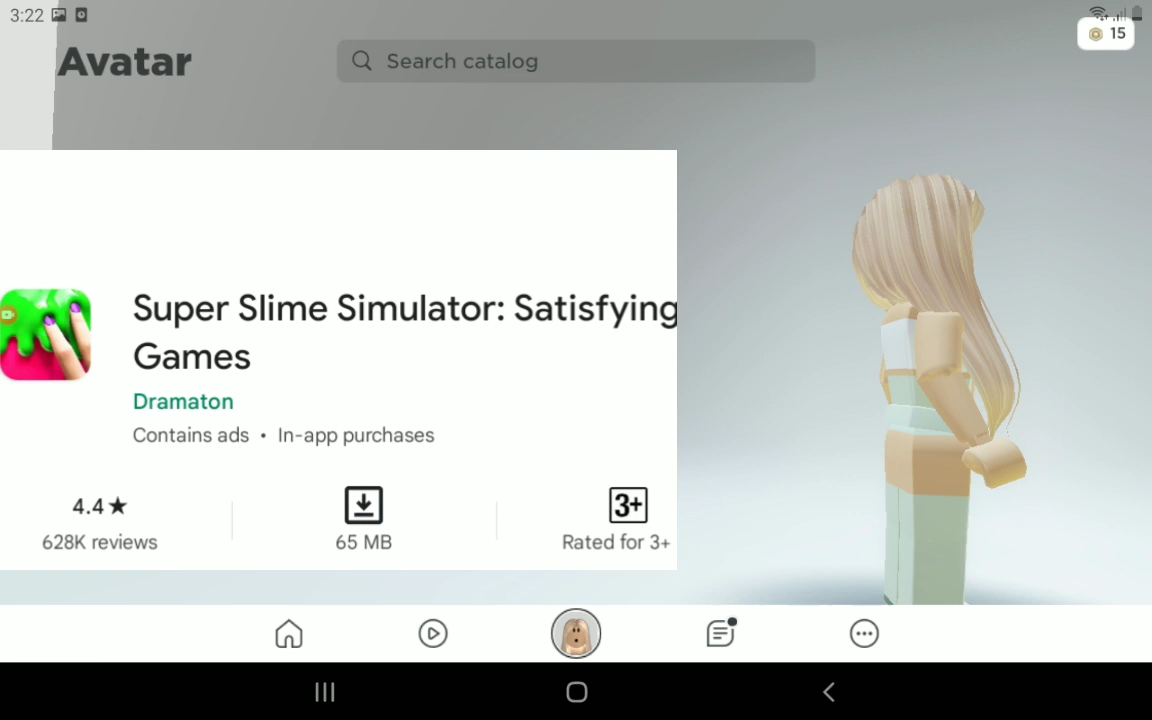 3:22
15
Avatar
Search catalog
Super Slime Simulator: Satisfying
Games
Dramaton
Contains ads • In-app purchases
4.4★
3+
628K reviews
65 MB
Rated for 3+